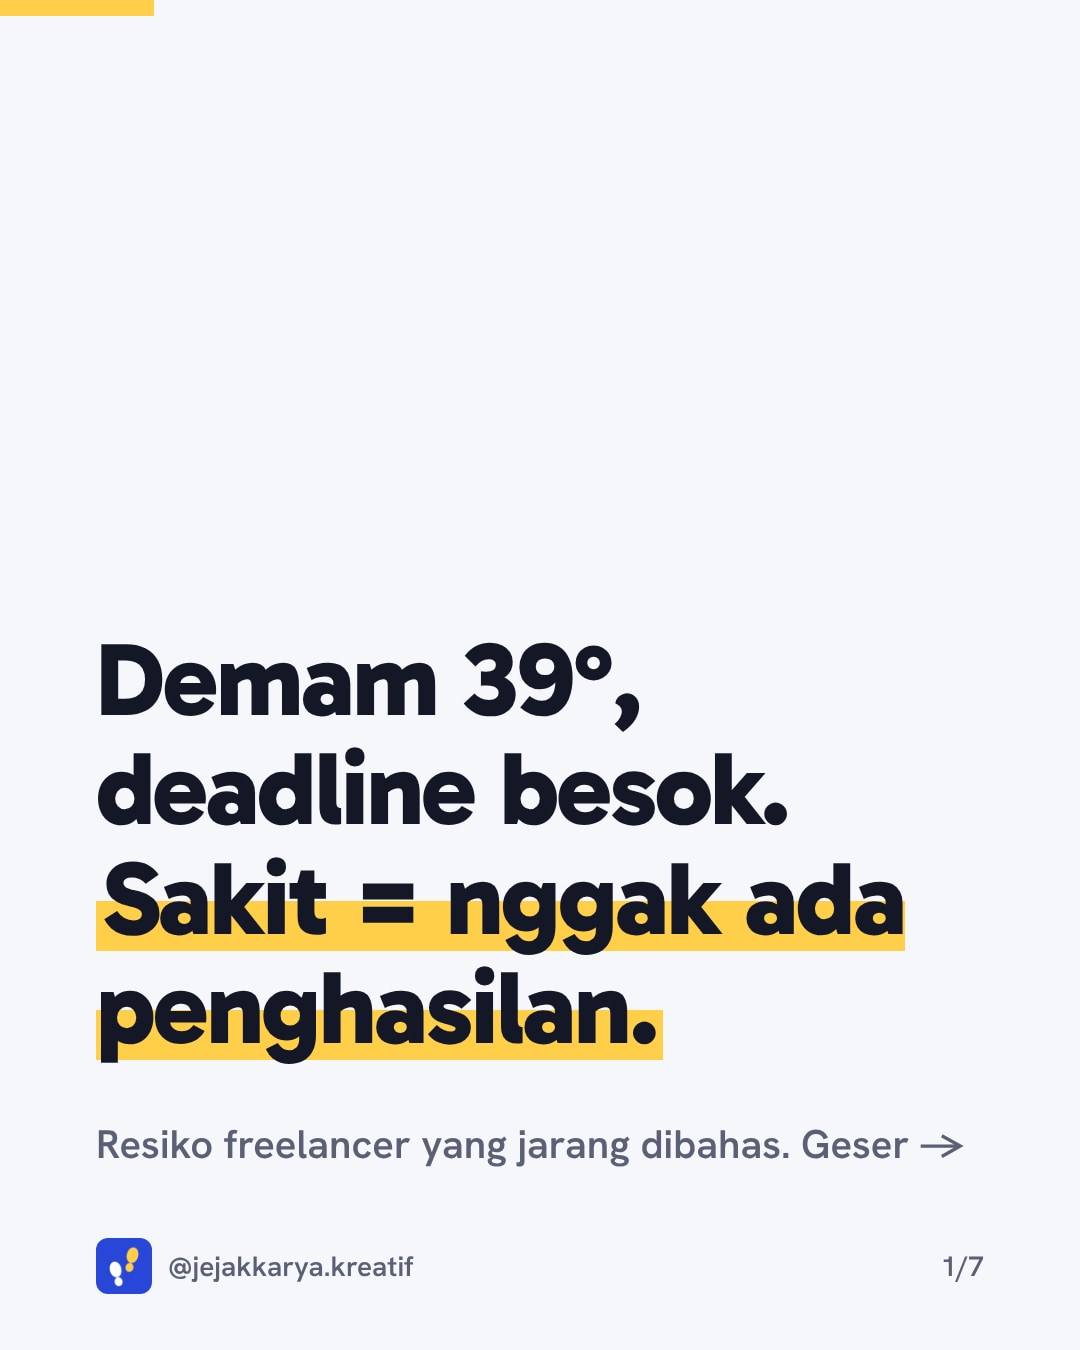 Demam 39°,
deadline besok.
Sakit = nggak ada
penghasilan.
Resiko freelancer yang jarang dibahas. Geser →
@jejakkarya.kreatif
1/7